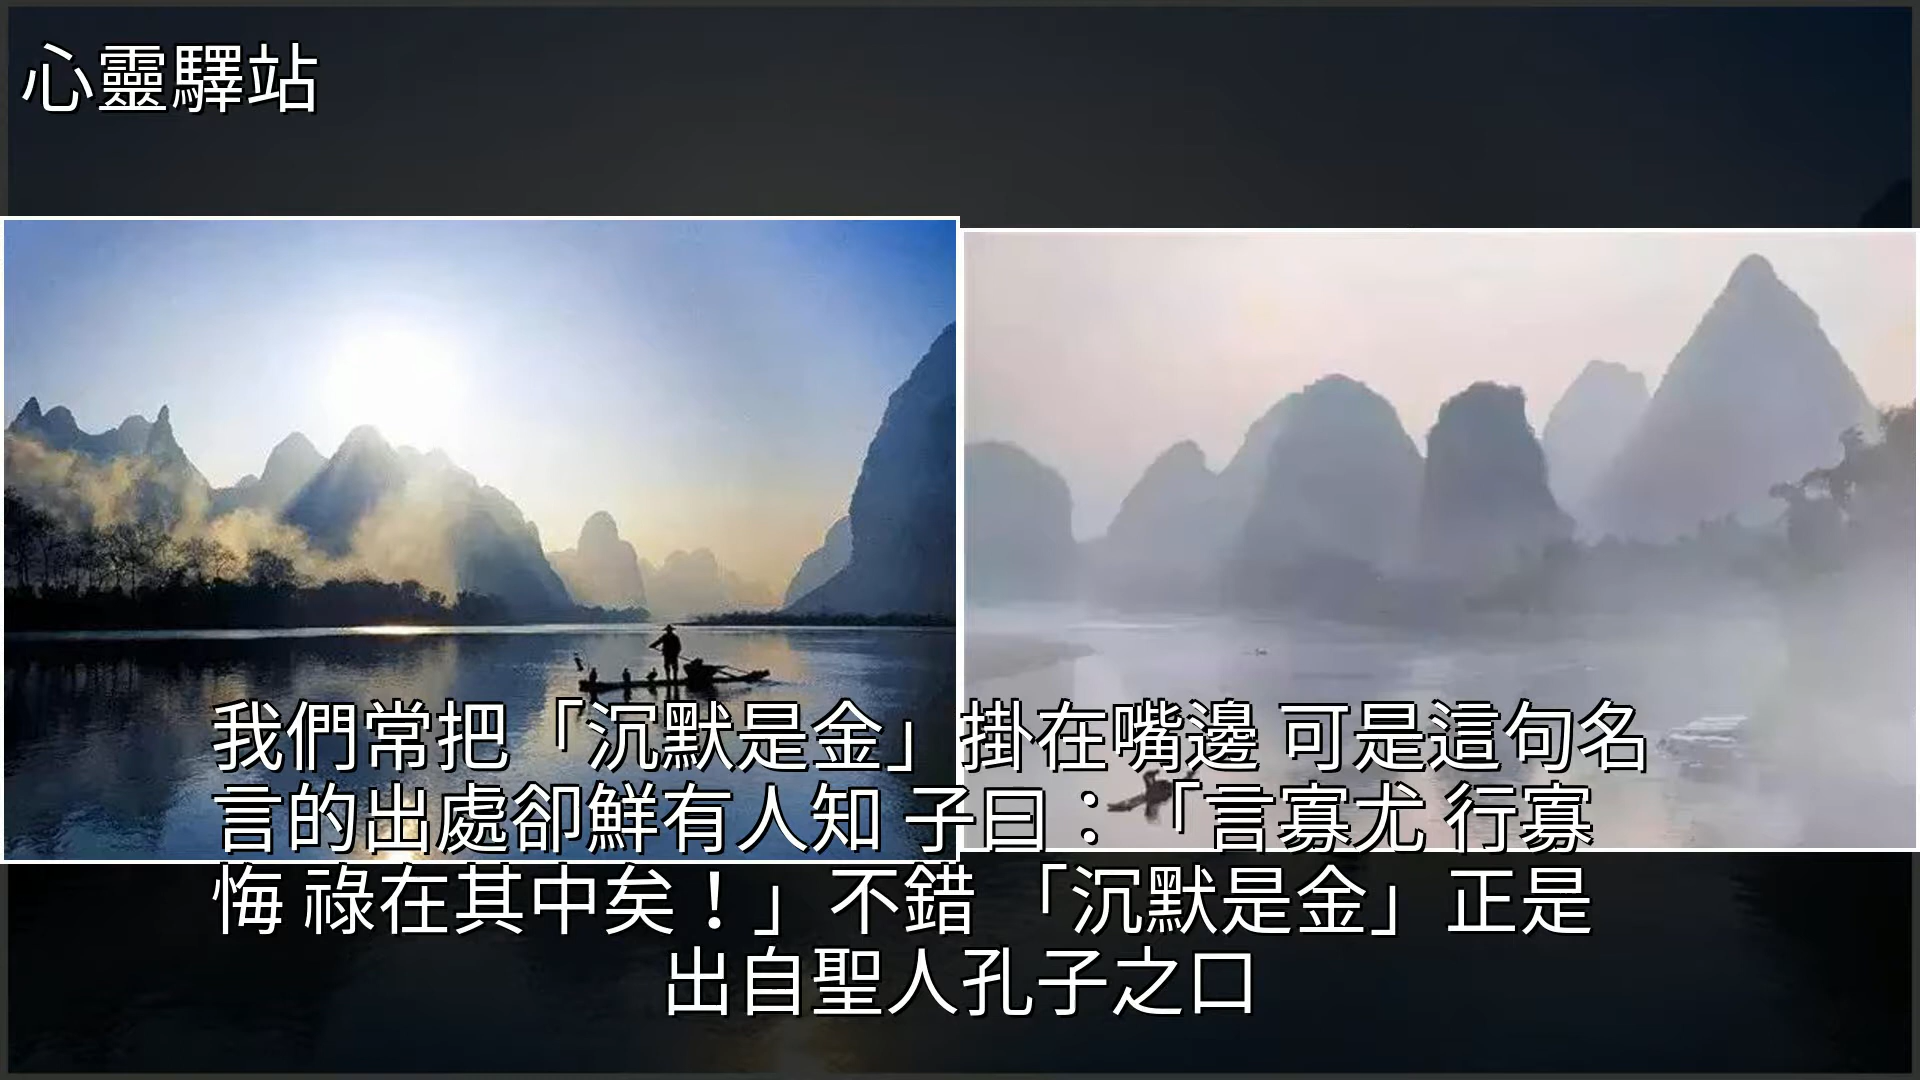 心靈驛站
我們常把「沉默是金」掛在嘴邊 可是這句名
言的出處卻鮮有人知 子曰：「言寡尤 行寡
悔 祿在其中矣！」不錯 「沉默是金」正是
出自聖人孔子之口